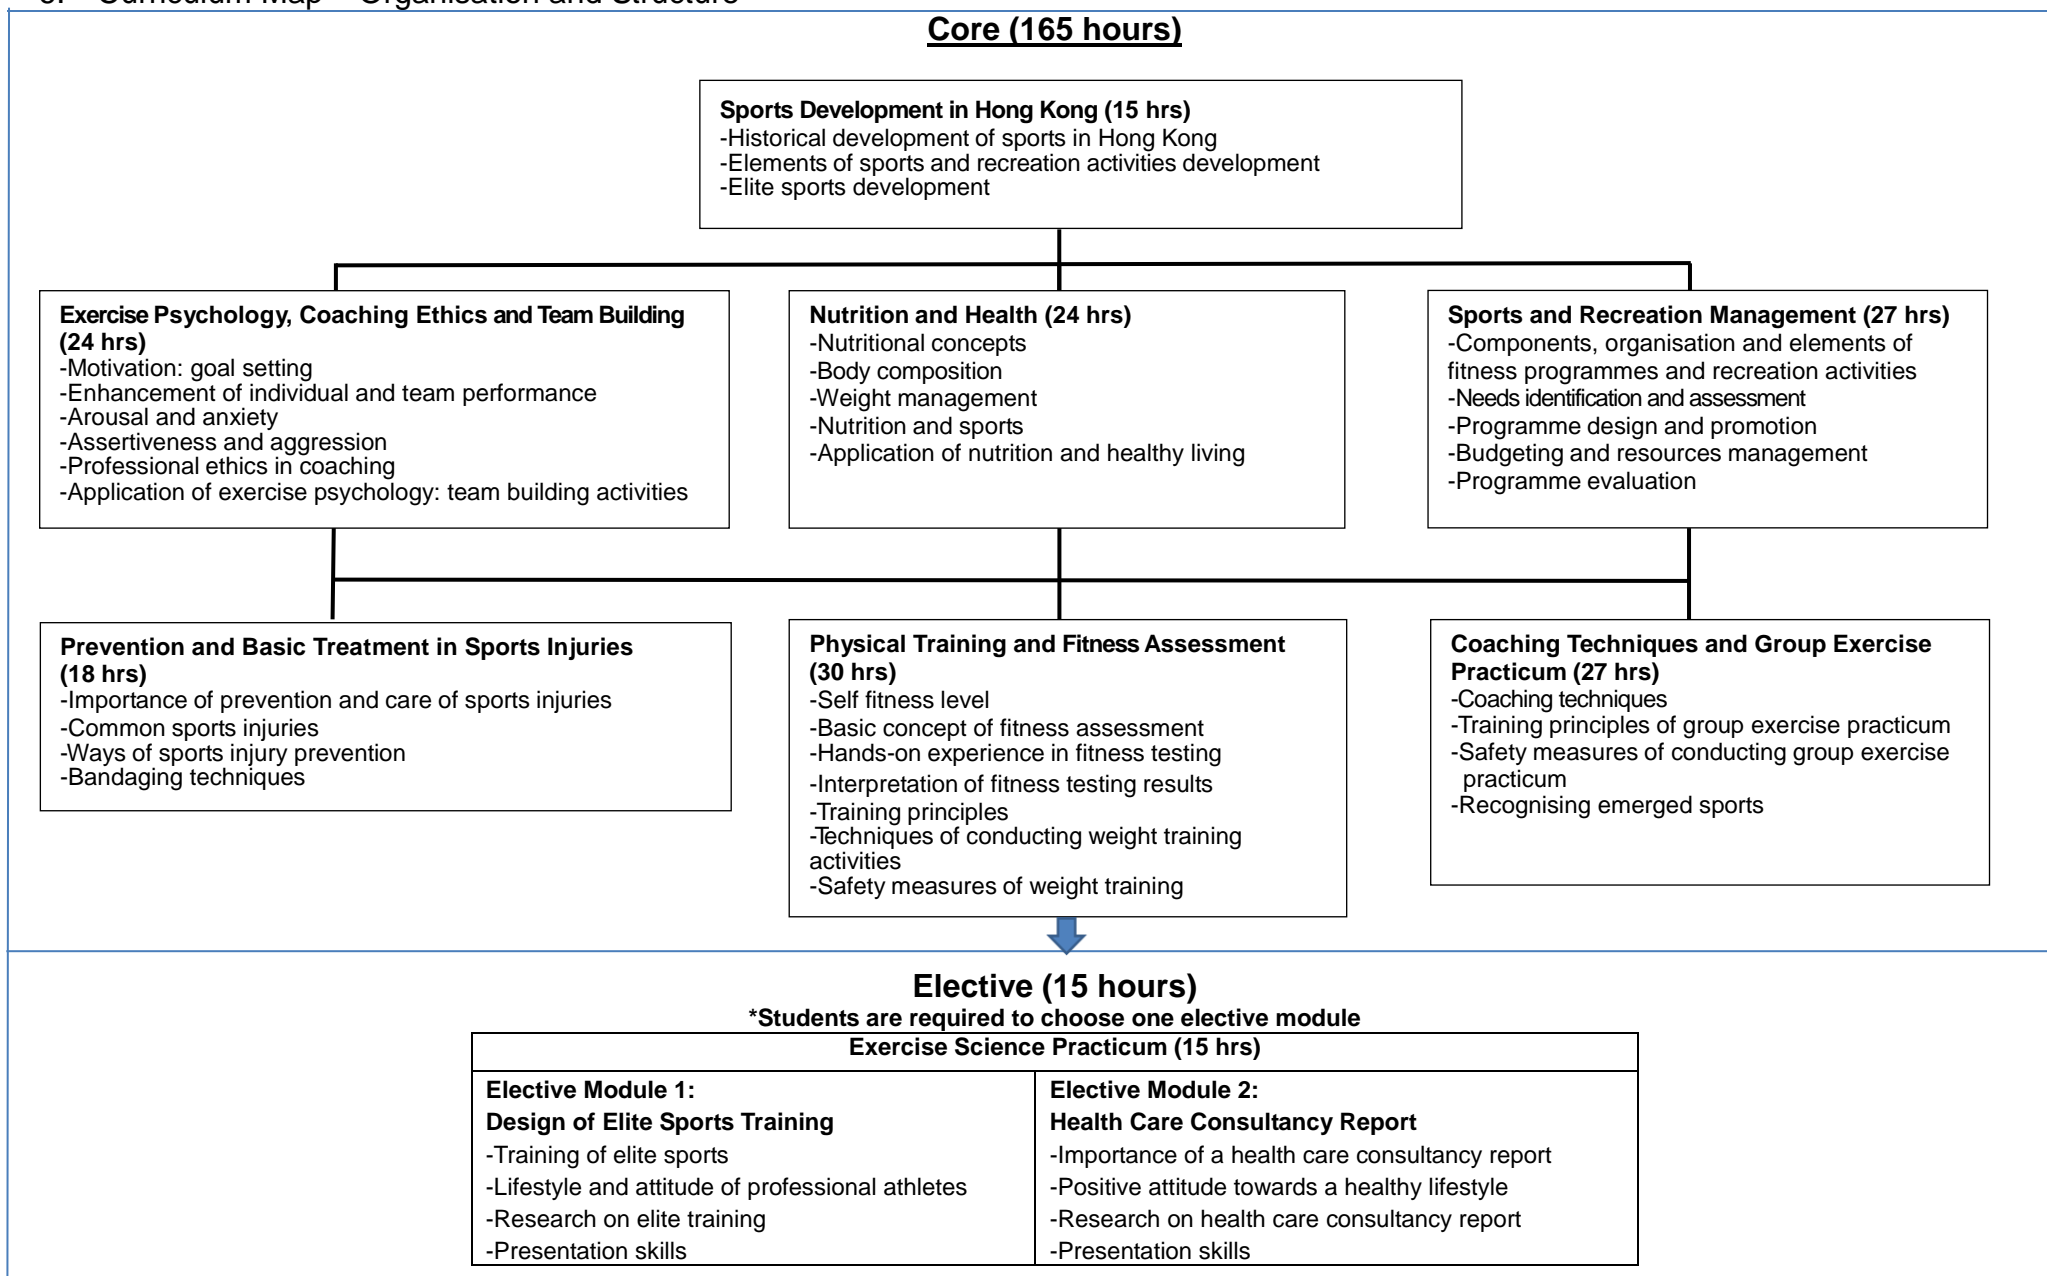 Core (165 hours)
Sports Development in Hong Kong (15 hrs)
-Historical development of sports in Hong Kong
-Elements of sports and recreation activities development
-Elite sports development
Exercise Psychology, Coaching Ethics and Team Building
(24 hrs)
-Motivation: goal setting
-Enhancement of individual and team performance
-Arousal and anxiety
-Assertiveness and aggression
-Professional ethics in coaching
-Application of exercise psychology: team building activities
Nutrition and Health (24 hrs)
-Nutritional concepts
-Body composition
-Weight management
-Nutrition and sports
-Application of nutrition and healthy living
Sports and Recreation Management (27 hrs)
-Components, organisation and elements of
fitness programmes and recreation activities
-Needs identification and assessment
-Programme design and promotion
-Budgeting and resources management
-Programme evaluation
Prevention and Basic Treatment in Sports Injuries
(18 hrs)
-Importance of prevention and care of sports injuries
-Common sports injuries
-Ways of sports injury prevention
-Bandaging techniques
Physical Training and Fitness Assessment
(30 hrs)
-Self fitness level
-Basic concept of fitness assessment
-Hands-on experience in fitness testing
-Interpretation of fitness testing results
-Training principles
-Techniques of conducting weight training
activities
-Safety measures of weight training
Coaching Techniques and Group Exercise
Practicum (27 hrs)
-Coaching techniques
-Training principles of group exercise practicum
-Safety measures of conducting group exercise
practicum
-Recognising emerged sports
Elective (15 hours)
*Students are required to choose one elective module
Exercise Science Practicum (15 hrs)
Elective Module 1:
Design of Elite Sports Training
-Training of elite sports
-Lifestyle and attitude of professional athletes
-Research on elite training
-Presentation skills
Elective Module 2:
Health Care Consultancy Report
-Importance of a health care consultancy report
-Positive attitude towards a healthy lifestyle
-Research on health care consultancy report
-Presentation skills